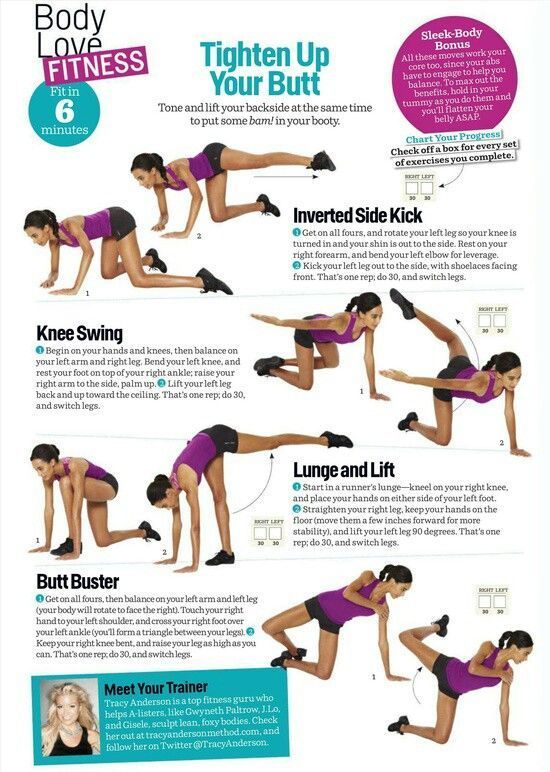 Body
Love
FITNESS
Fit in
6
minutes
Tighten Up
Your Butt
Tone and lift your backside at the same time
to put some bam! in your booty.
Sleek-Body
Bonus
All these moves work your
core too, since your abs
have to engage to help you
balance. To max out the
benefits, hold in your
tummy as you do them and
you'll flatten your
belly ASAP.
Chart Your Progress
Check off a box for every set
of exercises you complete.
RIGHT LEFT
30 30
1
2
Inverted Side Kick
1 Get on all fours, and rotate your left leg so your knee is
turned in and your shin is out to the side. Rest on your
right forearm, and bend your left elbow for leverage.
2 Kick your left leg out to the side, with shoelaces facing
front. That's one rep; do 30, and switch legs.
Knee Swing
1 Begin on your hands and knees, then balance on
your left arm and right leg. Bend your left knee, and
rest your foot on top of your right ankle; raise your
right arm to the side, palm up. 2 Lift your left leg
back and up toward the ceiling. That's one rep; do 30,
and switch legs.
RIGHT LEFT
30 30
1
2
Lunge and Lift
1 Start in a runner's lunge—kneel on your right knee,
and place your hands on either side of your left foot.
2 Straighten your right leg, keep your hands on the
floor (move them a few inches forward for more
stability), and lift your left leg 90 degrees. That's one
rep; do 30, and switch legs.
RIGHT LEFT
30 30
1
2
Butt Buster
1 Get on all fours, then balance on your left arm and left leg
(your body will rotate to face the right). Touch your right
hand to your left shoulder, and cross your right foot over
your left ankle (you'll form a triangle between your legs). 2
Keep your right knee bent, and raise your leg as high as you
can. That's one rep; do 30, and switch legs.
RIGHT LEFT
30 30
1
2
Meet Your Trainer
Tracy Anderson is a top fitness guru who
helps A-listers, like Gwyneth Paltrow, J.Lo,
and Gisele, sculpt lean, foxy bodies. Check
her out at tracyandersonmethod.com, and
follow her on Twitter @TracyAnderson.